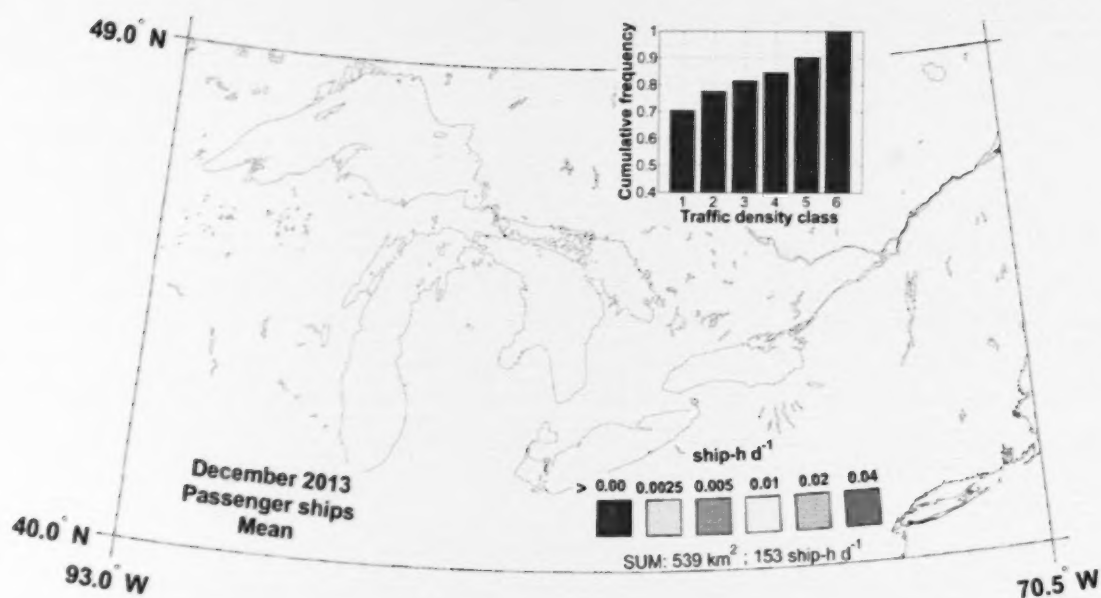 49.0° N
1
0.9
0.8
0.7
0.6
0.5
0.4
Cumulative frequency
1 2 3 4 5 6
Traffic density class
December 2013
Passenger ships
Mean
ship-h d⁻¹
> 0.00 0.0025 0.005 0.01 0.02 0.04
SUM: 539 km² ; 153 ship-h d⁻¹
40.0° N
93.0° W
70.5° W